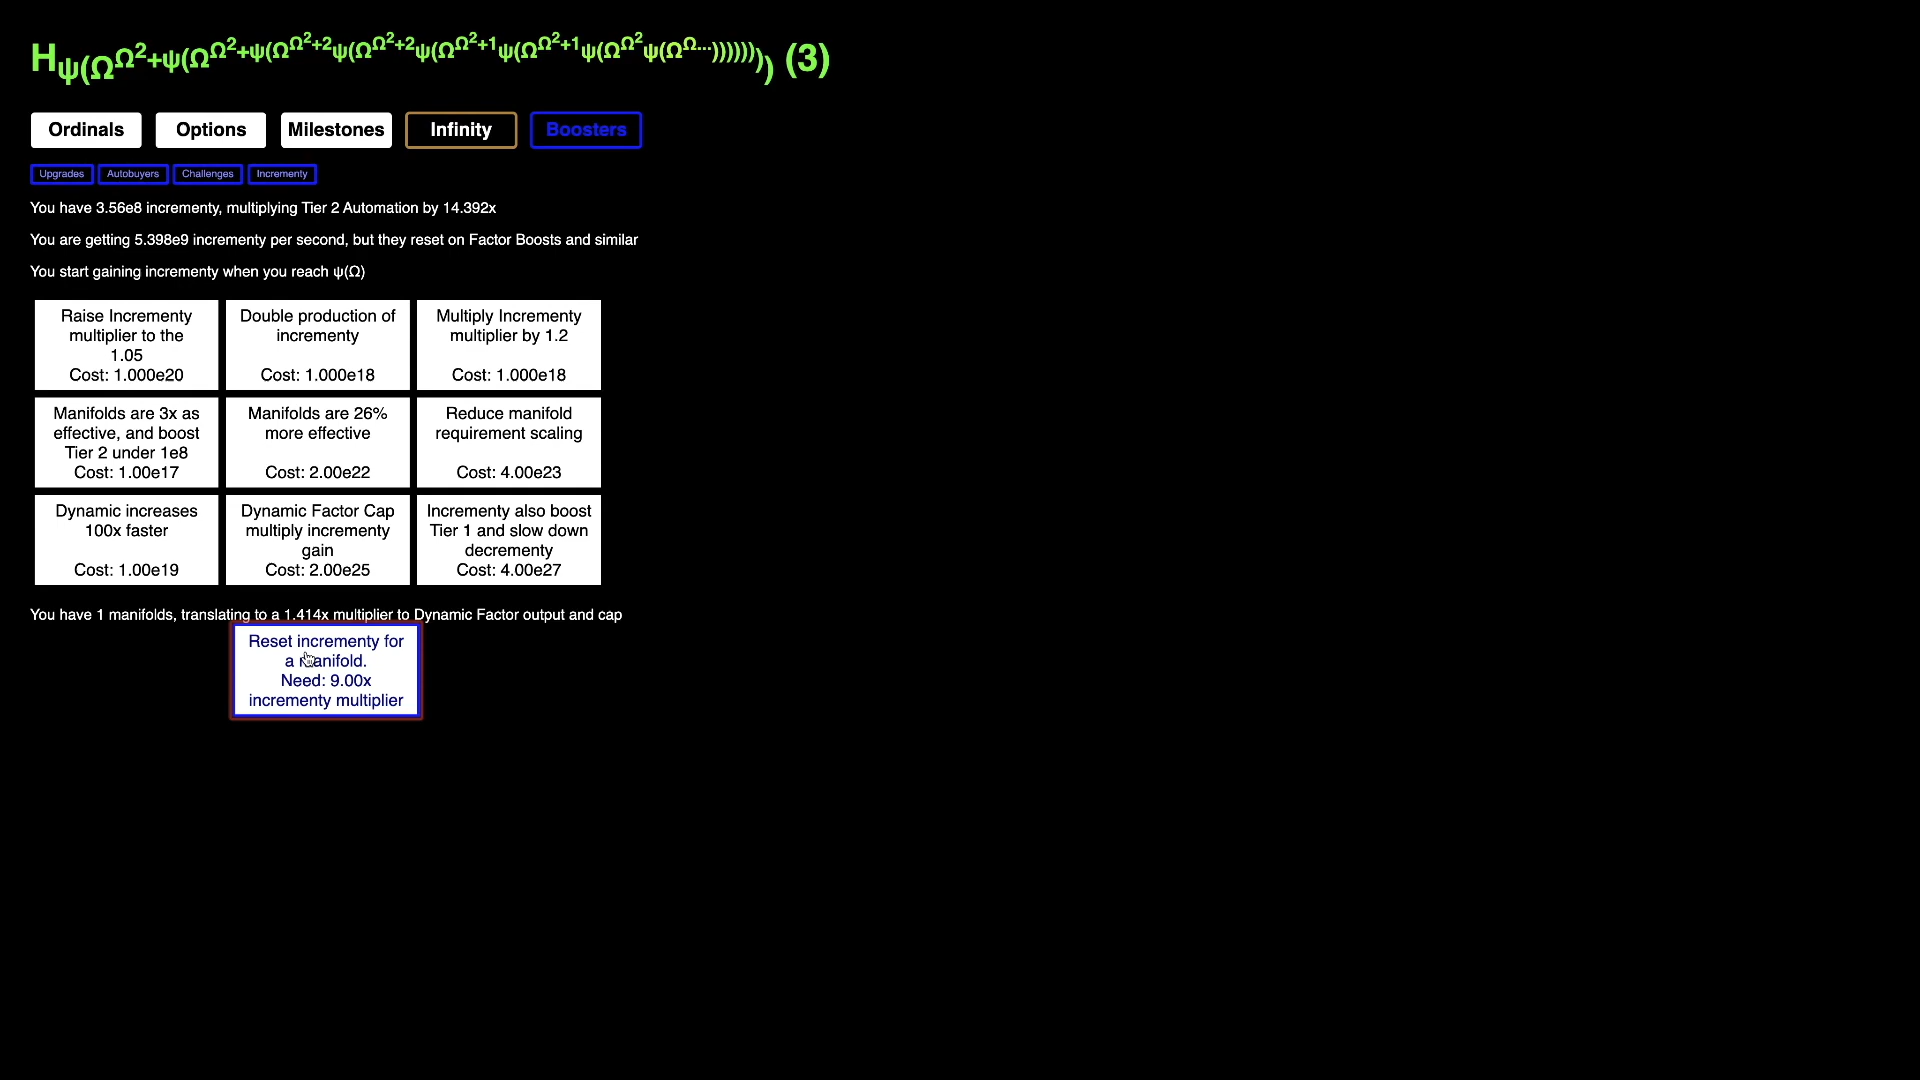 Hψ(Ω^Ω^2+ψ(Ω^Ω^2+ψ(Ω^Ω^2+2ψ(Ω^Ω^2+2ψ(Ω^Ω^2+1ψ(Ω^Ω^2+1ψ(Ω^Ω^2ψ(Ω^Ω...)))))))) (3)
Ordinals Options Milestones Infinity Boosters
Upgrades Autobuyers Challenges Incrementy
You have 3.56e8 incrementy, multiplying Tier 2 Automation by 14.392x
You are getting 5.398e9 incrementy per second, but they reset on Factor Boosts and similar
You start gaining incrementy when you reach ψ(Ω)
Raise Incrementy
multiplier to the
1.05
Cost: 1.000e20
Double production of
incrementy
Cost: 1.000e18
Multiply Incrementy
multiplier by 1.2
Cost: 1.000e18
Manifolds are 3x as
effective, and boost
Tier 2 under 1e8
Cost: 1.00e17
Manifolds are 26%
more effective
Cost: 2.00e22
Reduce manifold
requirement scaling
Cost: 4.00e23
Dynamic increases
100x faster
Cost: 1.00e19
Dynamic Factor Cap
multiply incrementy
gain
Cost: 2.00e25
Incrementy also boost
Tier 1 and slow down
decrementy
Cost: 4.00e27
You have 1 manifolds, translating to a 1.414x multiplier to Dynamic Factor output and cap
Reset incrementy for
a manifold.
Need: 9.00x
incrementy multiplier